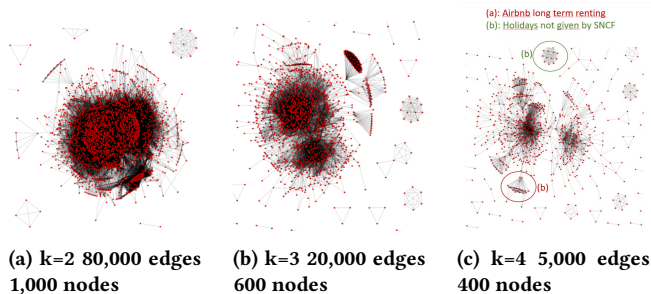 (a): Airbnb long term renting
(b): Holidays not given by SNCF
(b)
(b)
(a) k=2 80,000 edges
1,000 nodes
(b) k=3 20,000 edges
600 nodes
(c) k=4 5,000 edges
400 nodes